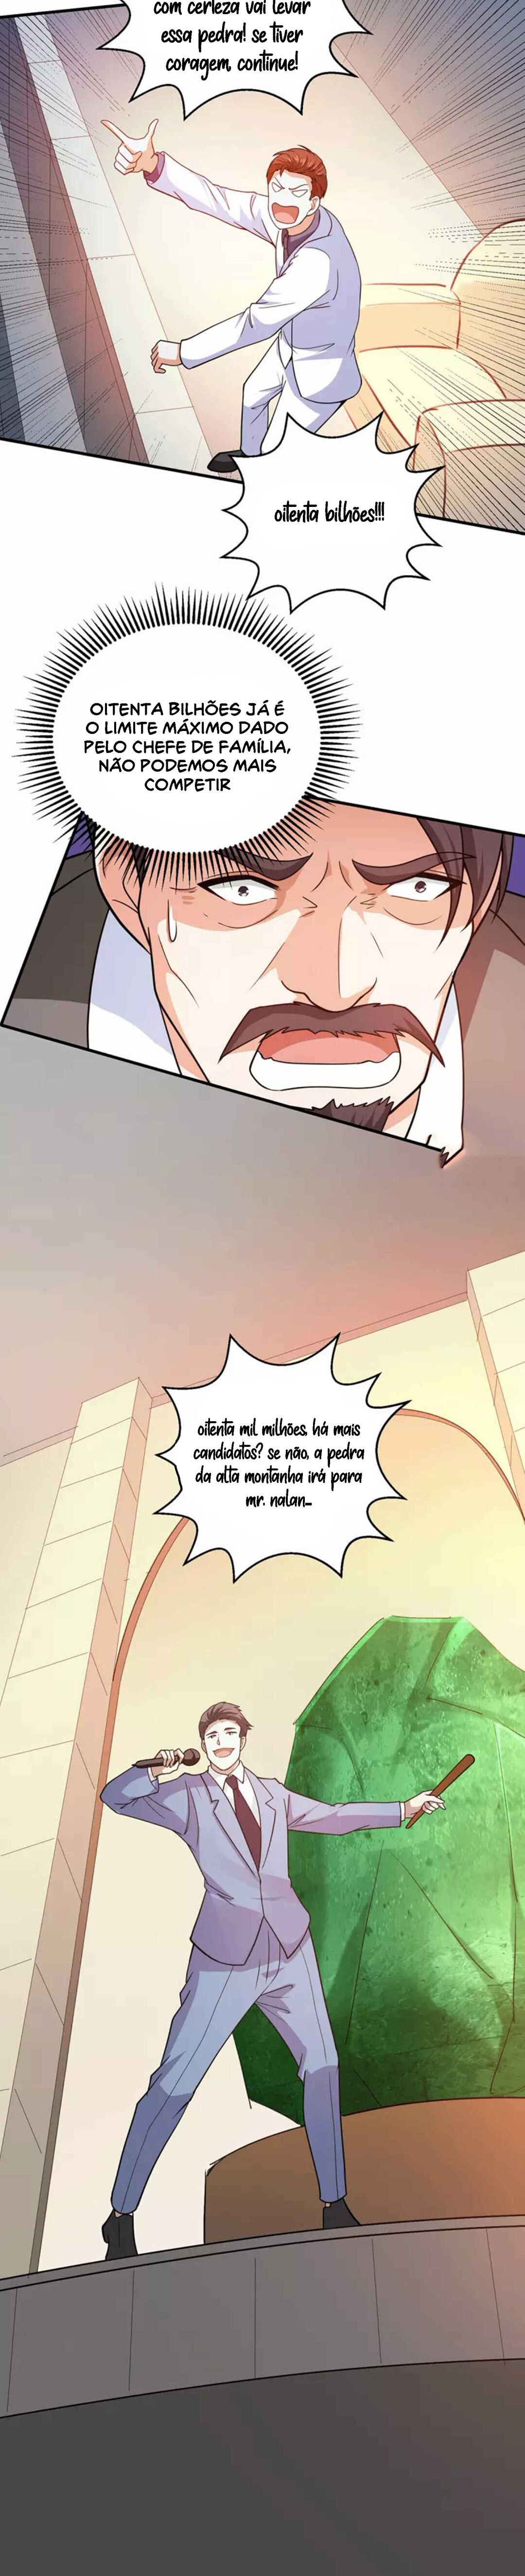 com certeza vai levar
essa pedra! se tiver
coragem, continue!
oitenta bilhões!!!
OITENTA BILHÕES JÁ É
O LIMITE MÁXIMO DADO
PELO CHEFE DE FAMÍLIA,
NÃO PODEMOS MAIS
COMPETIR
oitenta mil milhões, há mais
candidatos? se não, a pedra
da alta montanha irá para
mr. nalan...